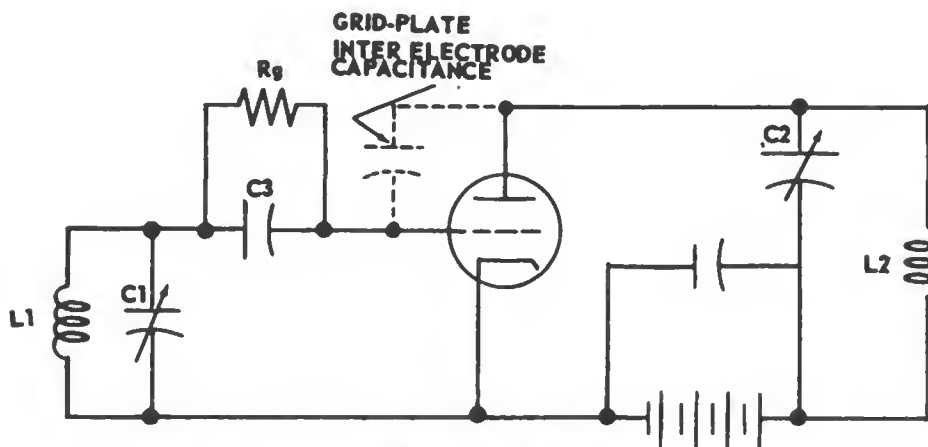 GRID-PLATE
INTER ELECTRODE
CAPACITANCE
Rg
C3
C2
L2
C1
L1